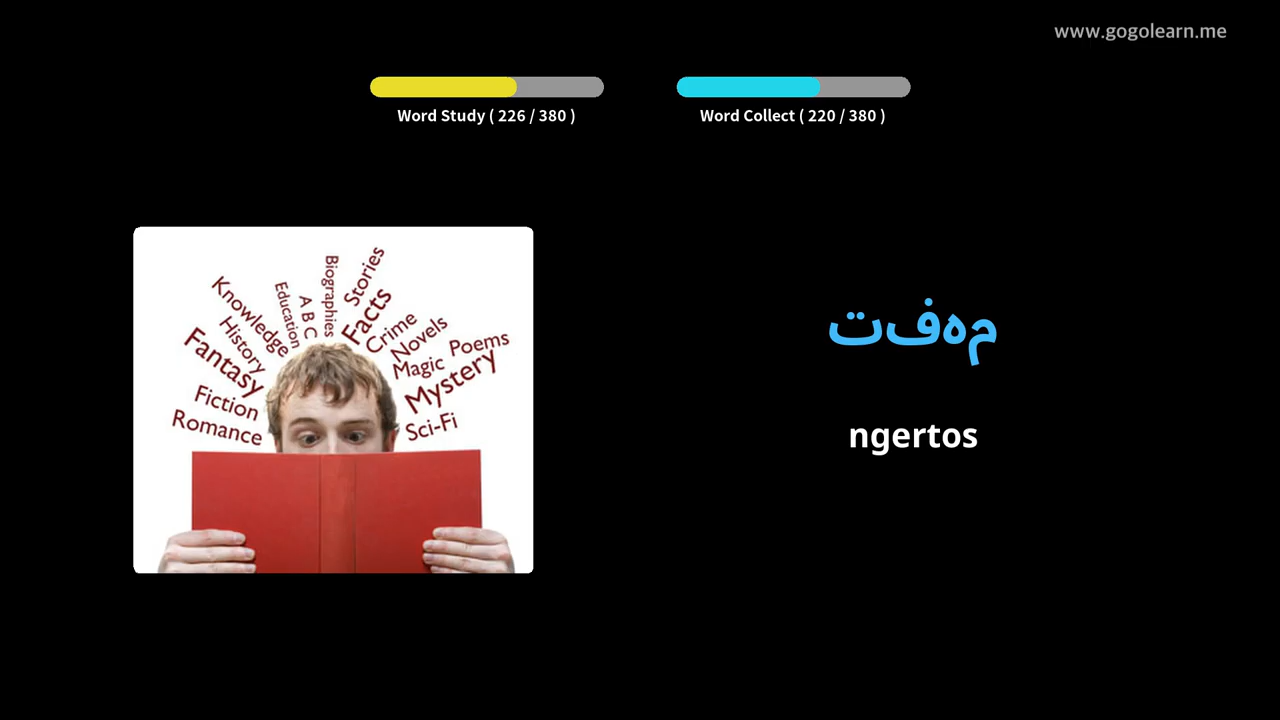 www.gogolearn.me
Word Study ( 226 / 380 )
Word Collect ( 220 / 380 )
Knowledge
Education
A B C
Biographies
Stories
History
Facts
Crime
Novels
Fantasy
Magic
Poems
Fiction
Mystery
Romance
Sci-Fi
مهفت
ngertos